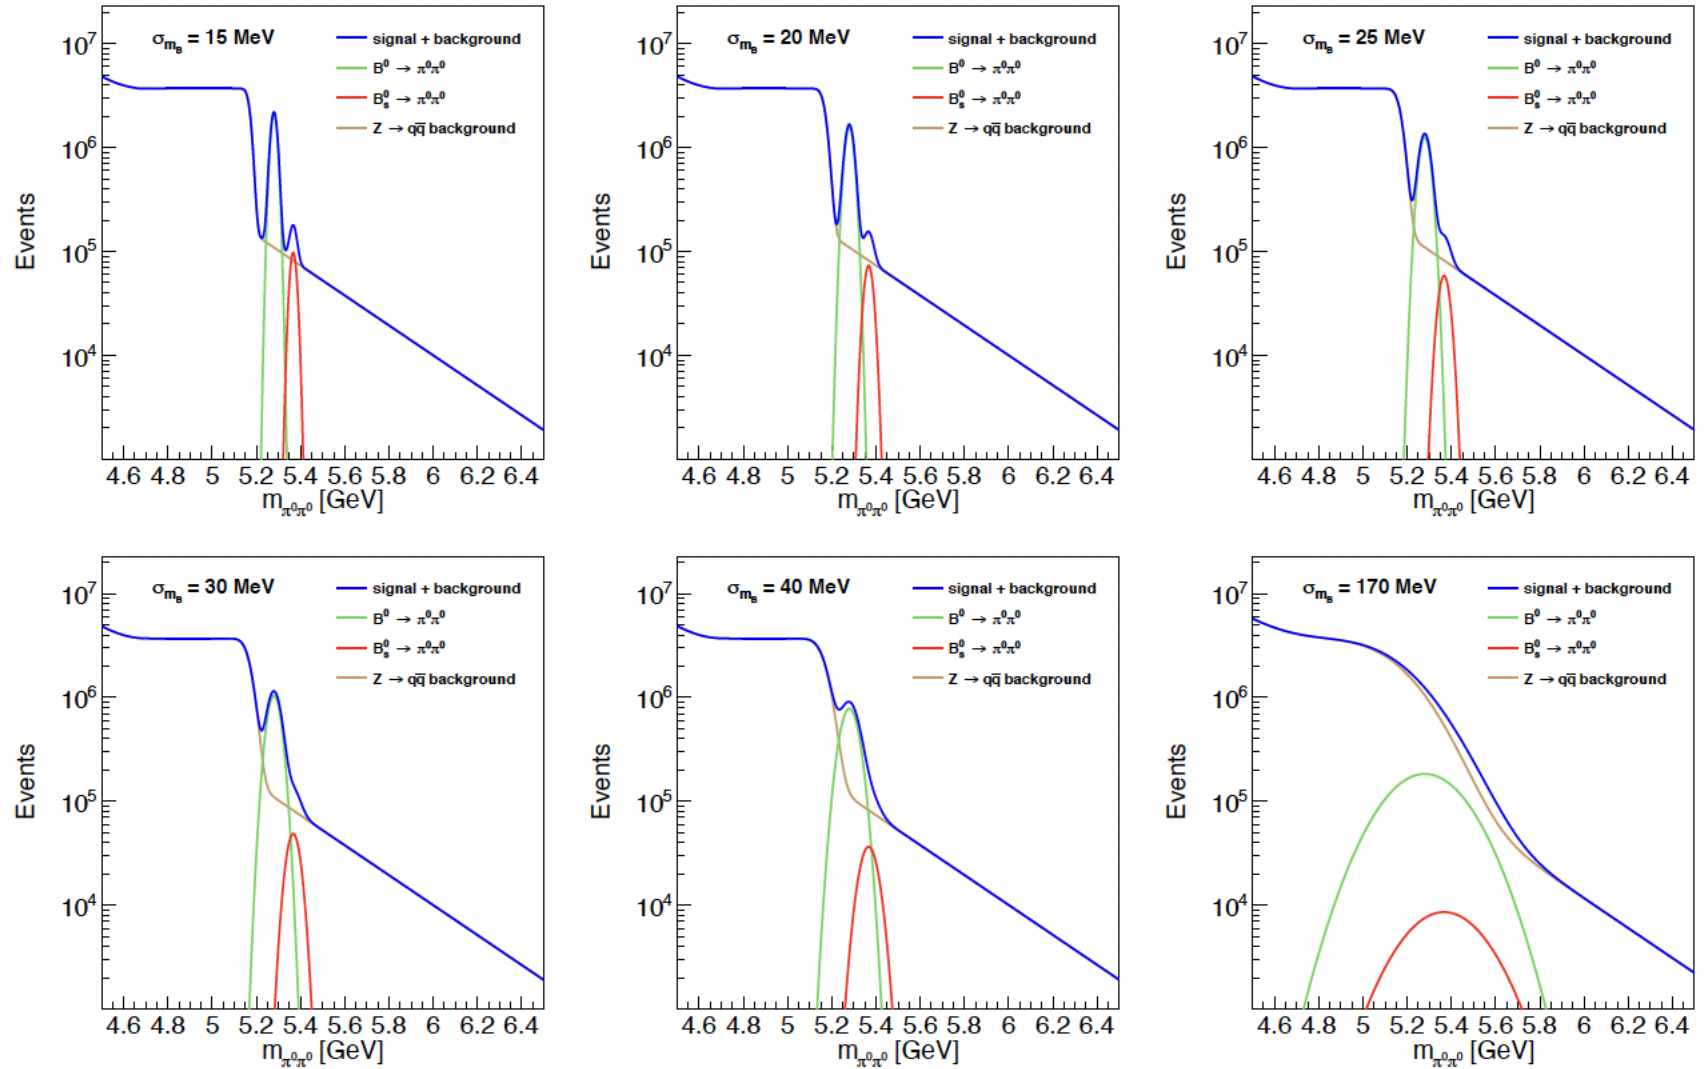 σ_{m_B} = 15 MeV
signal + background
B⁰ → π⁰π⁰
B_s⁰ → π⁰π⁰
Z → qq̅ background
Events
10⁷
10⁶
10⁵
10⁴
4.6 4.8 5 5.2 5.4 5.6 5.8 6 6.2 6.4
m_{π⁰π⁰} [GeV]
σ_{m_B} = 20 MeV
signal + background
B⁰ → π⁰π⁰
B_s⁰ → π⁰π⁰
Z → qq̅ background
Events
10⁷
10⁶
10⁵
10⁴
4.6 4.8 5 5.2 5.4 5.6 5.8 6 6.2 6.4
m_{π⁰π⁰} [GeV]
σ_{m_B} = 25 MeV
signal + background
B⁰ → π⁰π⁰
B_s⁰ → π⁰π⁰
Z → qq̅ background
Events
10⁷
10⁶
10⁵
10⁴
4.6 4.8 5 5.2 5.4 5.6 5.8 6 6.2 6.4
m_{π⁰π⁰} [GeV]
σ_{m_B} = 30 MeV
signal + background
B⁰ → π⁰π⁰
B_s⁰ → π⁰π⁰
Z → qq̅ background
Events
10⁷
10⁶
10⁵
10⁴
4.6 4.8 5 5.2 5.4 5.6 5.8 6 6.2 6.4
m_{π⁰π⁰} [GeV]
σ_{m_B} = 40 MeV
signal + background
B⁰ → π⁰π⁰
B_s⁰ → π⁰π⁰
Z → qq̅ background
Events
10⁷
10⁶
10⁵
10⁴
4.6 4.8 5 5.2 5.4 5.6 5.8 6 6.2 6.4
m_{π⁰π⁰} [GeV]
σ_{m_B} = 170 MeV
signal + background
B⁰ → π⁰π⁰
B_s⁰ → π⁰π⁰
Z → qq̅ background
Events
10⁷
10⁶
10⁵
10⁴
4.6 4.8 5 5.2 5.4 5.6 5.8 6 6.2 6.4
m_{π⁰π⁰} [GeV]